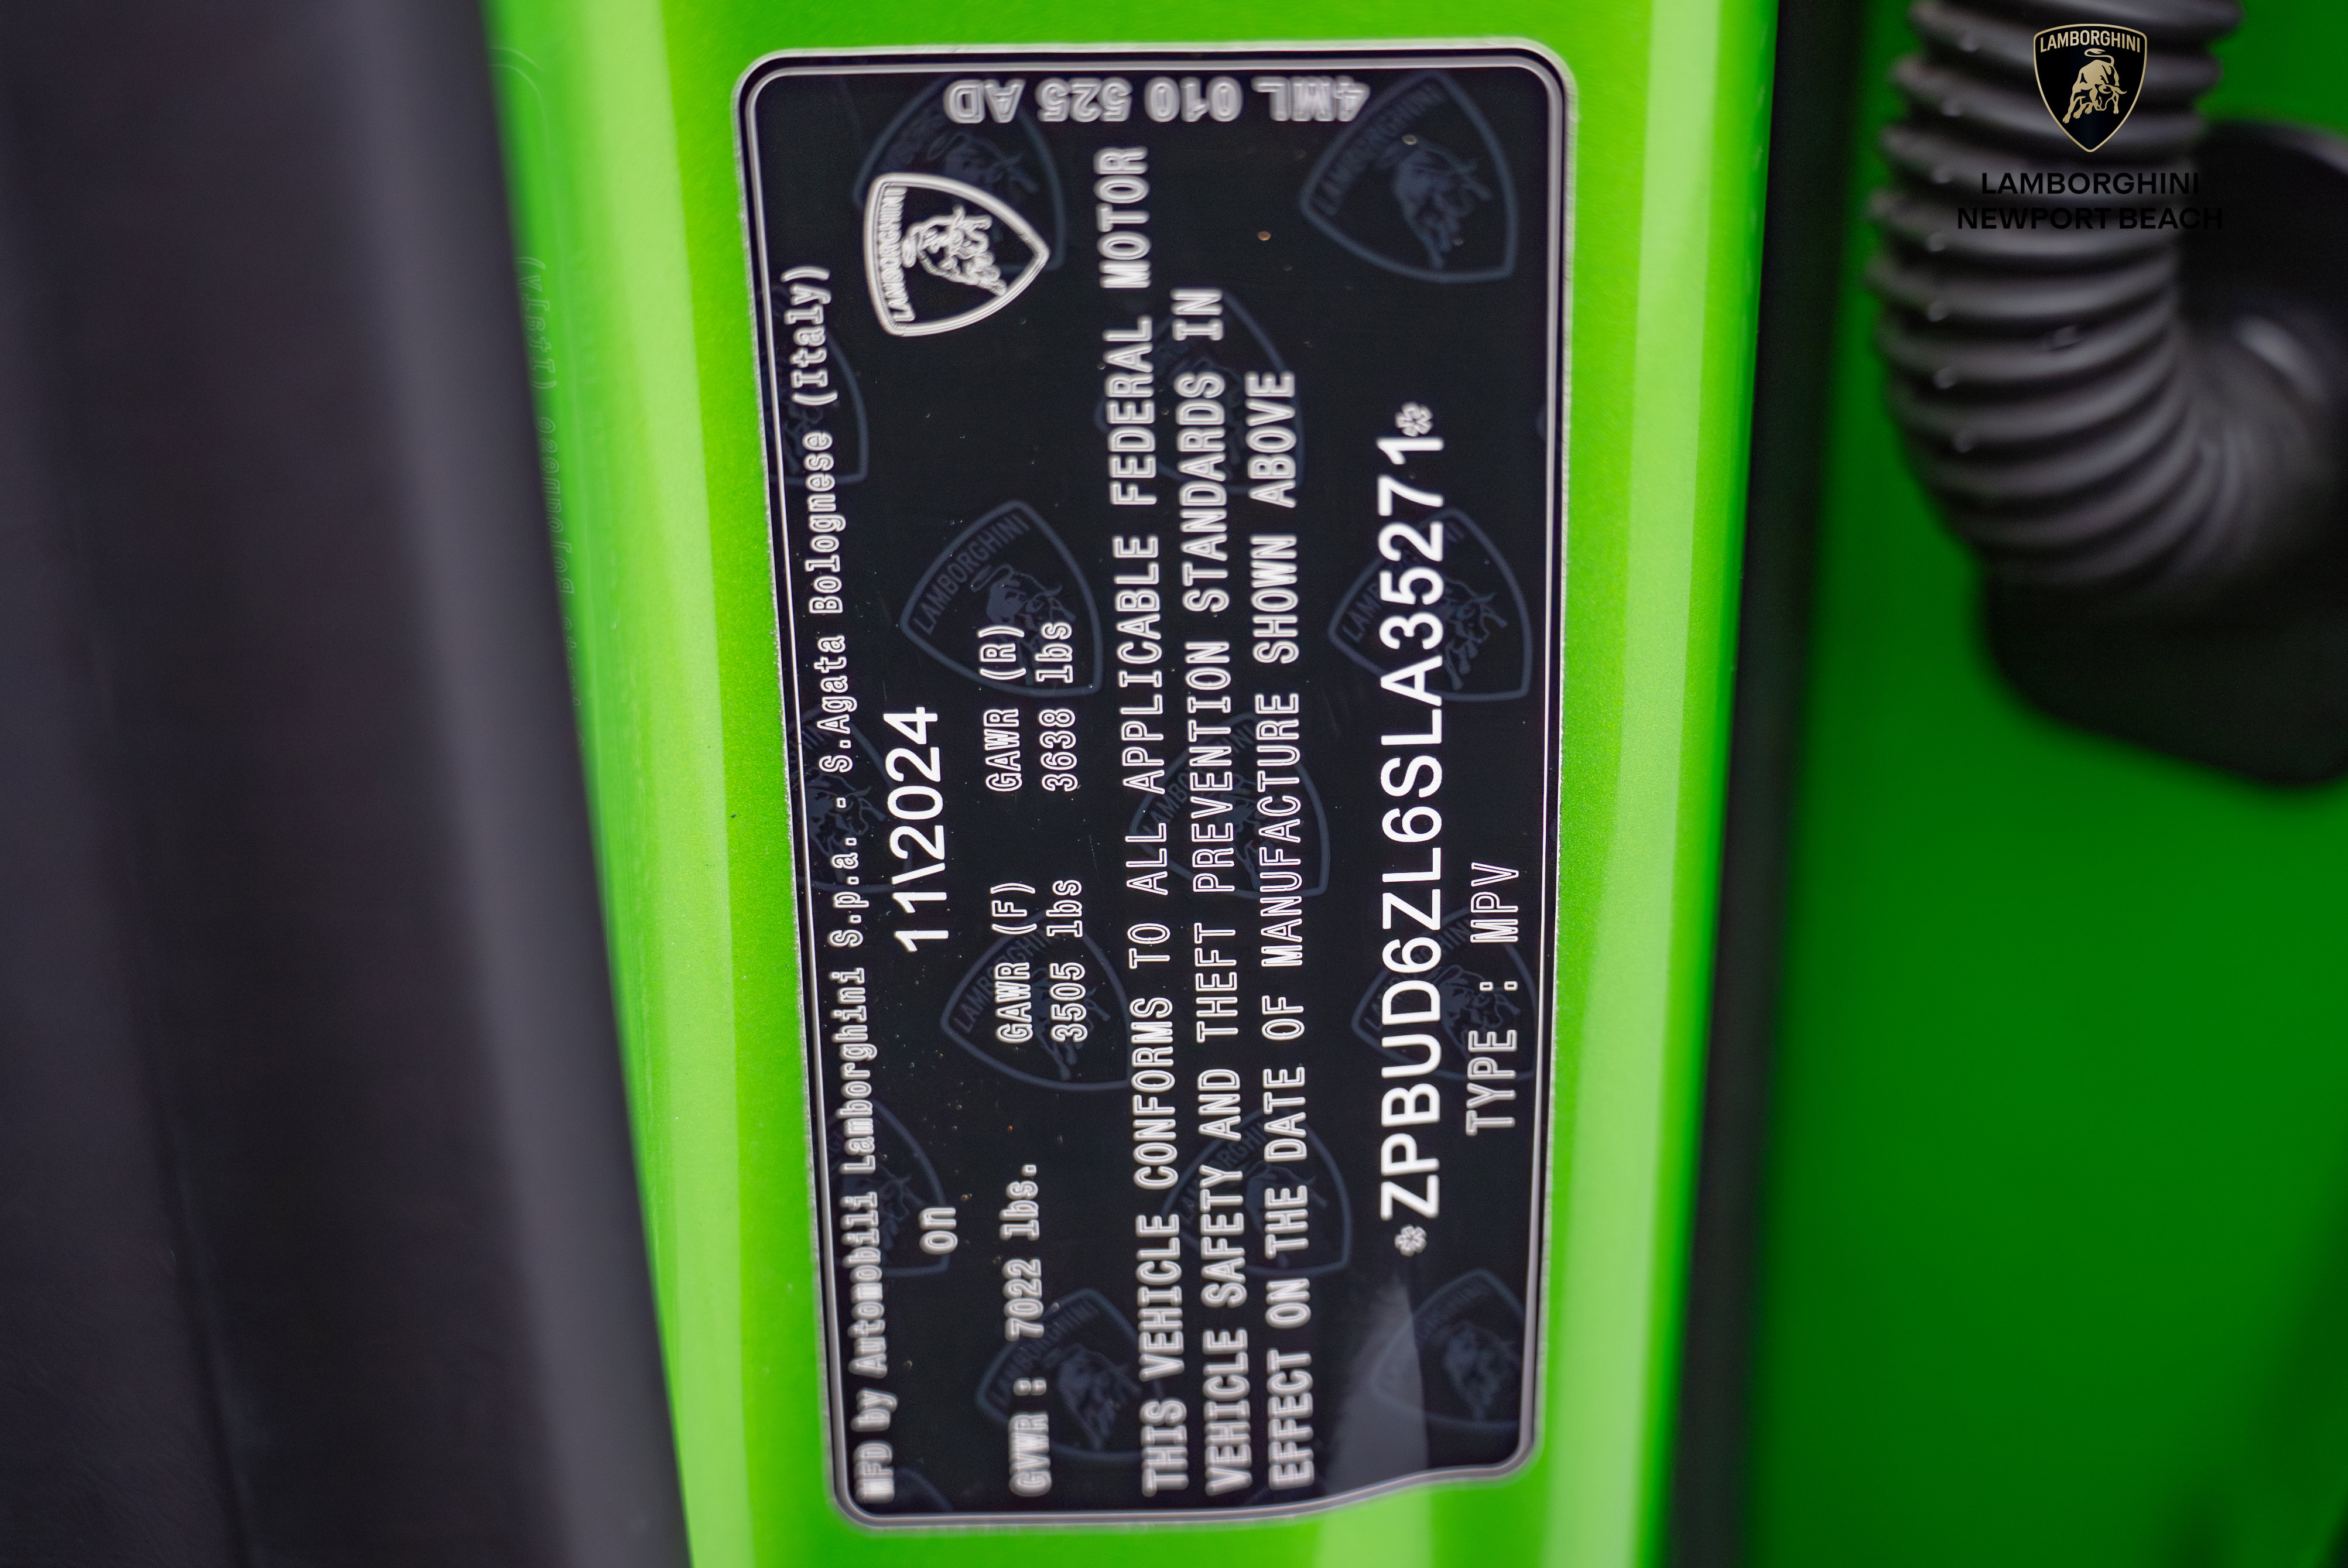 MFD by Automobili Lamborghini S.p.a. - S.Agata Bolognese (Italy)
on 11\2024
LAMBORGHINI
GVWR : 7022 lbs. GAWR (F) GAWR (R)
3505 lbs 3638 lbs
THIS VEHICLE CONFORMS TO ALL APPLICABLE FEDERAL MOTOR
VEHICLE SAFETY AND THEFT PREVENTION STANDARDS IN
EFFECT ON THE DATE OF MANUFACTURE SHOWN ABOVE
*ZPBUD6ZL6SLA35271*
TYPE : MPV
4ML 010 525 AD
LAMBORGHINI
LAMBORGHINI
NEWPORT BEACH